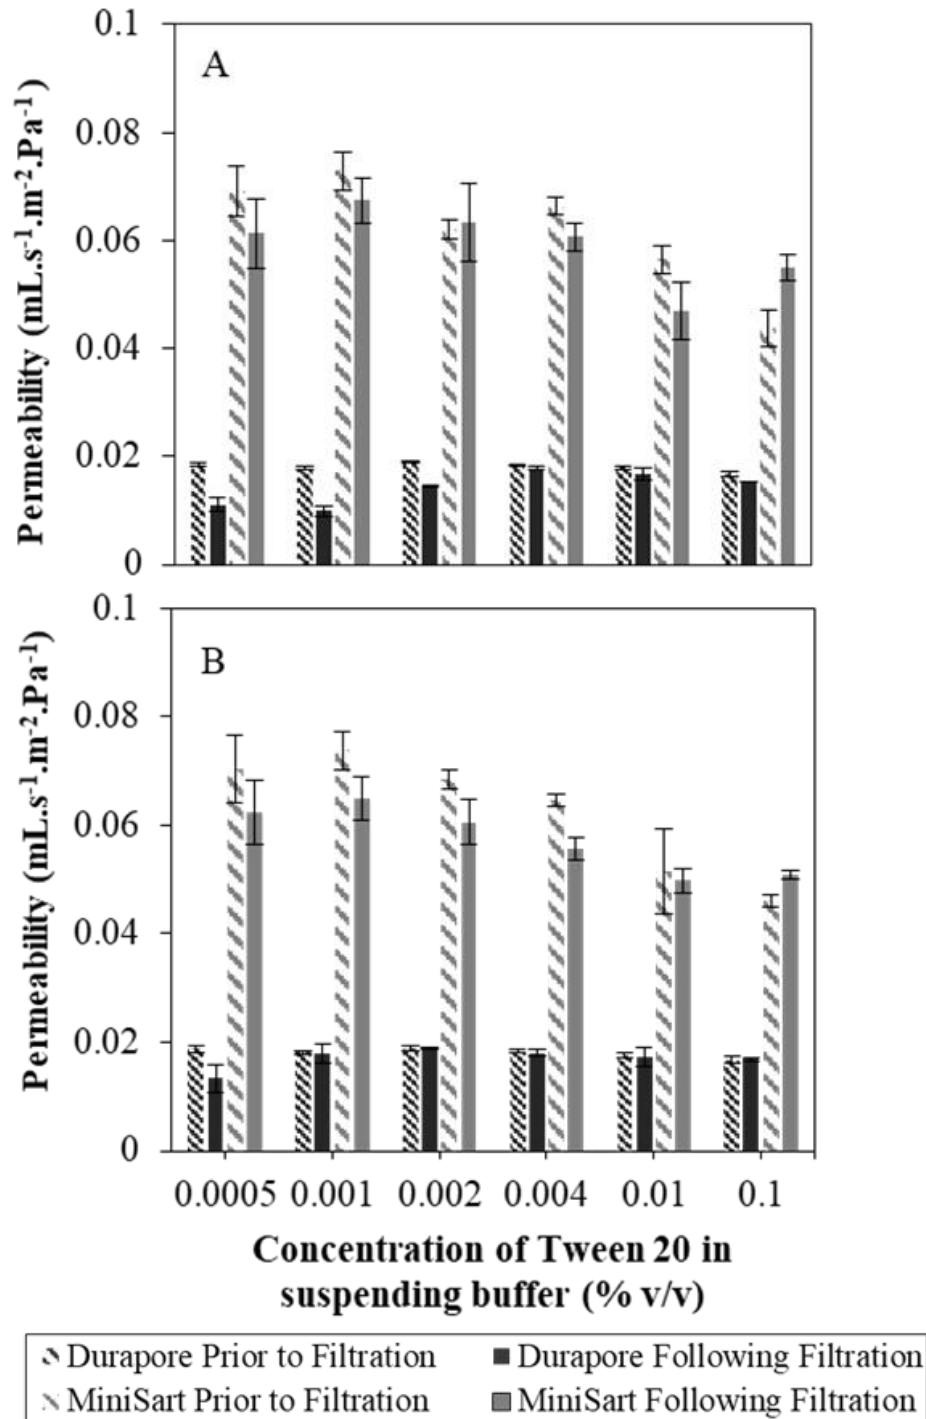 0.1
A
0.08
0.06
0.04
0.02
0
Permeability (mL.s-1.m-2.Pa-1)
0.1
B
0.08
0.06
0.04
0.02
0
Permeability (mL.s-1.m-2.Pa-1)
0.0005 0.001 0.002 0.004 0.01 0.1
Concentration of Tween 20 in
suspending buffer (% v/v)
Durapore Prior to Filtration Durapore Following Filtration
MiniSart Prior to Filtration MiniSart Following Filtration